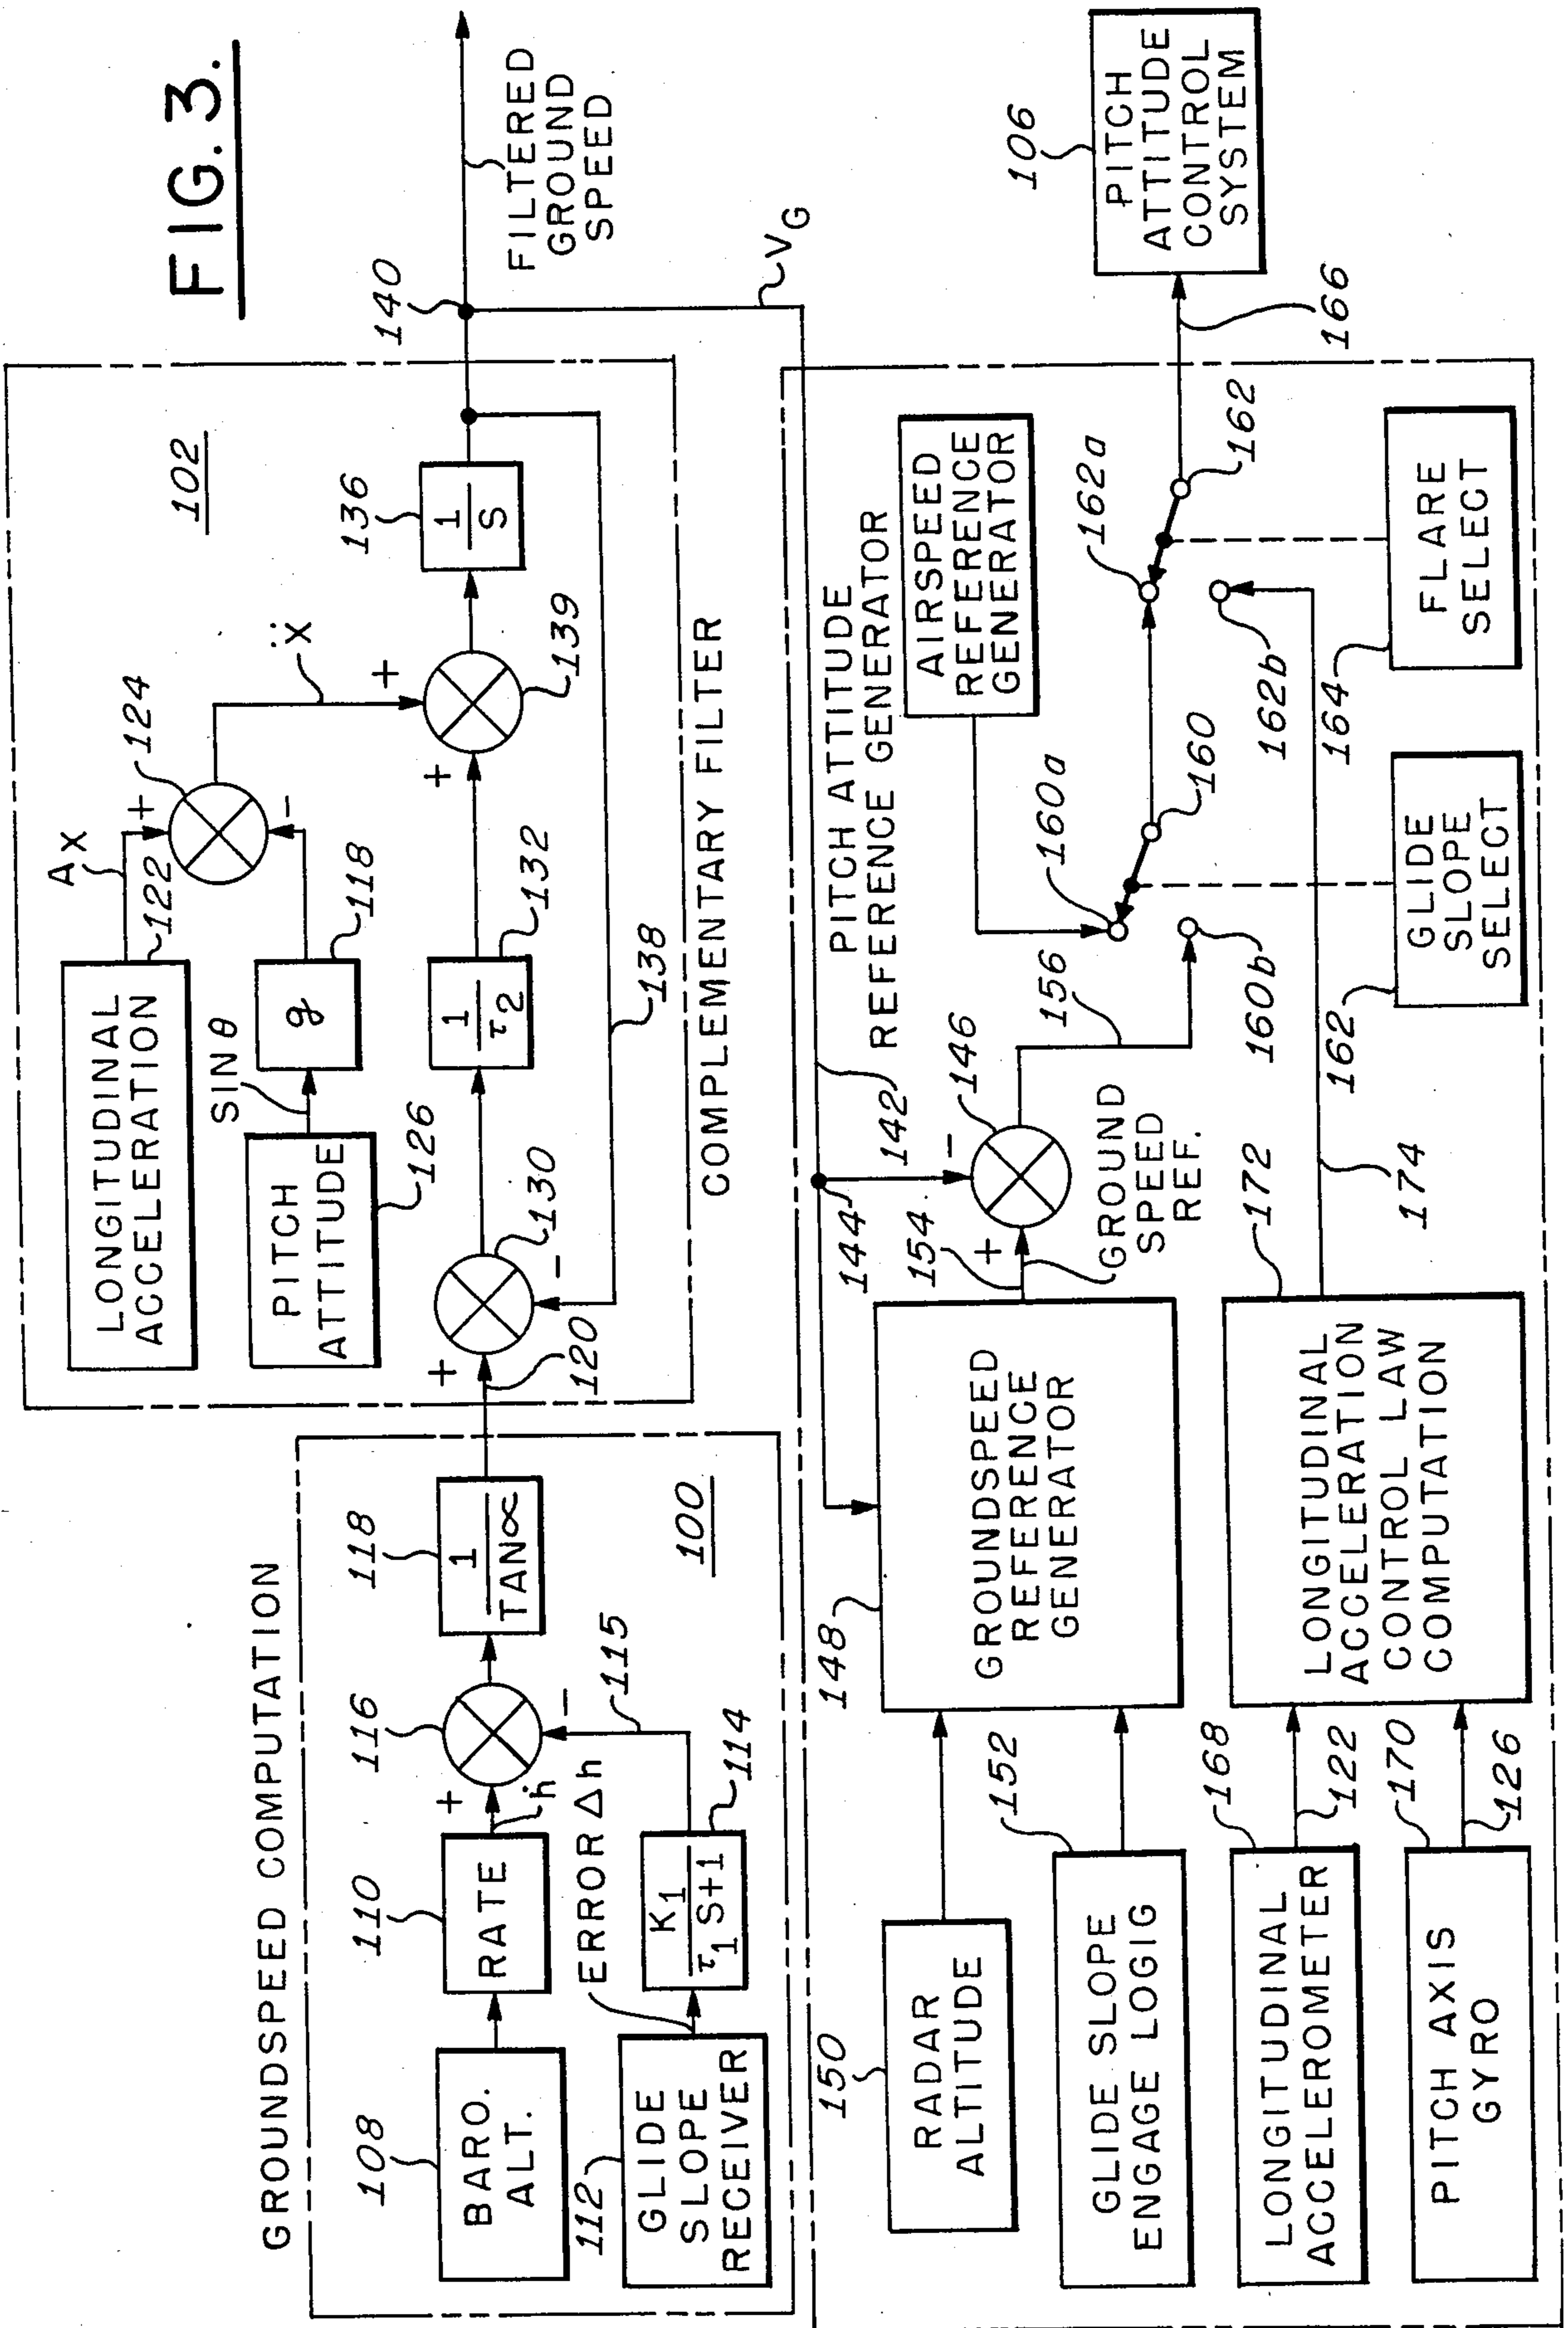 FIG. 3.
GROUNDSPEED COMPUTATION
108
BARO.
ALT.
110
RATE
ḣ
+
116
-
115
118
1
TAN∝
112
GLIDE
SLOPE
RECEIVER
ERROR Δh
K1
τ1 S+1
114
100
102
LONGITUDINAL
ACCELERATION
122
AX
+
124
-
PITCH
ATTITUDE
126
SIN θ
g
118
Ẍ
+
120
+
130
-
1
τ2
132
+
139
1
S
136
138
140
COMPLEMENTARY FILTER
FILTERED
GROUND
SPEED
VG
PITCH ATTITUDE
REFERENCE GENERATOR
142
144
150
RADAR
ALTITUDE
152
GLIDE SLOPE
ENGAGE LOGIG
148
GROUNDSPEED
REFERENCE
GENERATOR
154
+
GROUND
SPEED
REF.
146
-
156
AIRSPEED
REFERENCE
GENERATOR
160a
160b
160
162a
162b
162
166
106
PITCH
ATTITUDE
CONTROL
SYSTEM
168
LONGITUDINAL
ACCELEROMETER
122
170
PITCH AXIS
GYRO
126
172
LONGITUDINAL
ACCLERATION
CONTROL LAW
COMPUTATION
174
162
GLIDE
SLOPE
SELECT
164
FLARE
SELECT